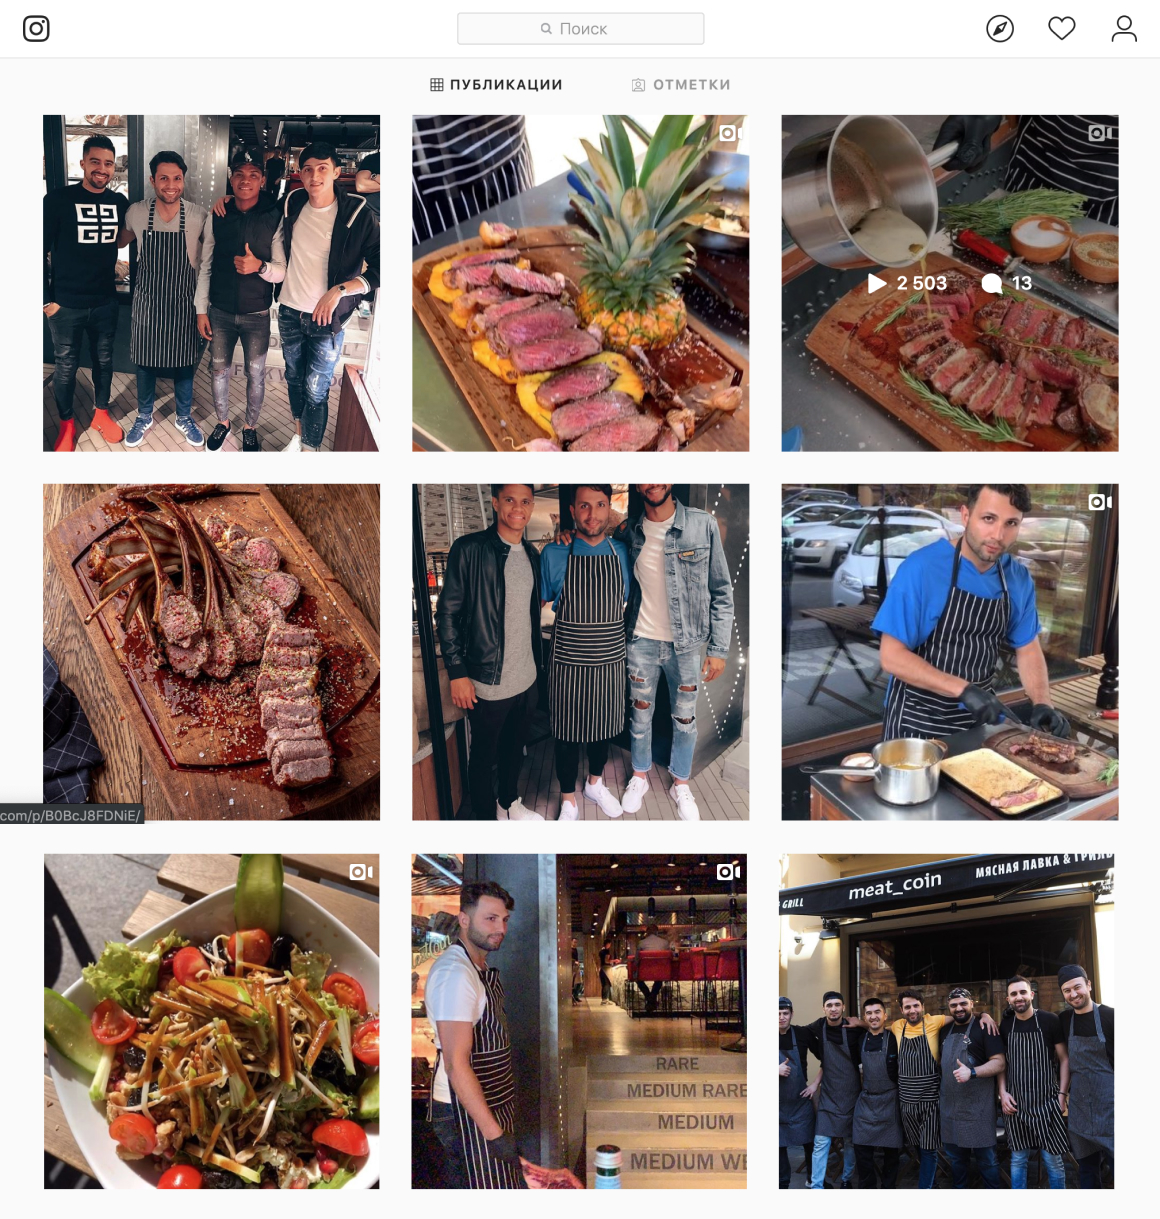 Поиск
ПУБЛИКАЦИИ
ОТМЕТКИ
2 503
13
com/p/B0BcJ8FDNiE/
RARE
MEDIUM RARE
MEDIUM
MEDIUM WE
GRILL
meat_coin
МЯСНАЯ ЛАВКА & ГРИЛЬ